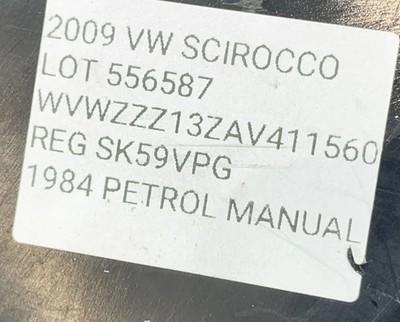 2009 VW SCIROCCO
LOT 556587
WVWZZZ13ZAV411560
REG SK59VPG
1984 PETROL MANUAL